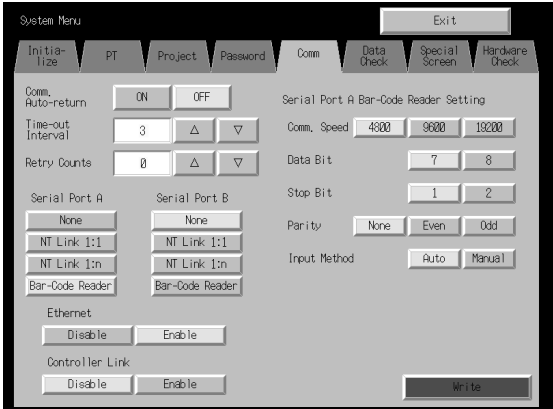 System Menu
Exit
Initia-
lize
PT
Project
Password
Comm
Data
Check
Special
Screen
Hardware
Check
Comm.
Auto-return
ON
OFF
Time-out
Interval
3
△
▽
Retry Counts
0
△
▽
Serial Port A
Serial Port B
None
None
NT Link 1:1
NT Link 1:1
NT Link 1:n
NT Link 1:n
Bar-Code Reader
Bar-Code Reader
Ethernet
Disable
Enable
Controller Link
Disable
Enable
Serial Port A Bar-Code Reader Setting
Comm. Speed
4800
9600
19200
Data Bit
7
8
Stop Bit
1
2
Parity
None
Even
Odd
Input Method
Auto
Manual
Write